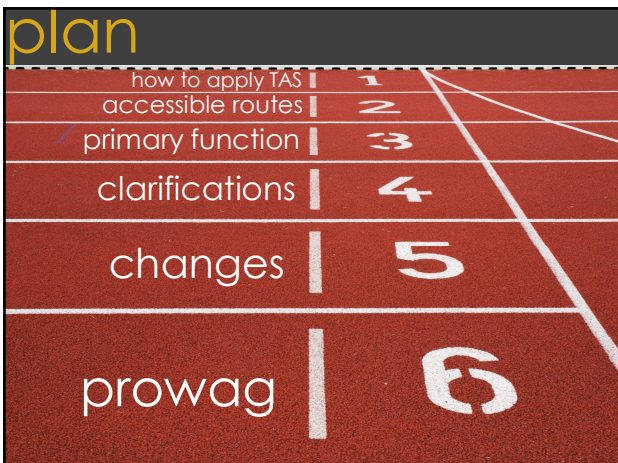 plan
how to apply TAS 1
accessible routes 2
primary function 3
clarifications 4
changes 5
prowag 6